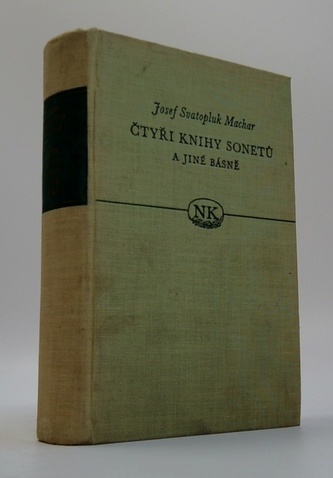 Josef Svatopluk Machar
ČTYŘI KNIHY SONETŮ
A JINÉ BÁSNĚ
NK